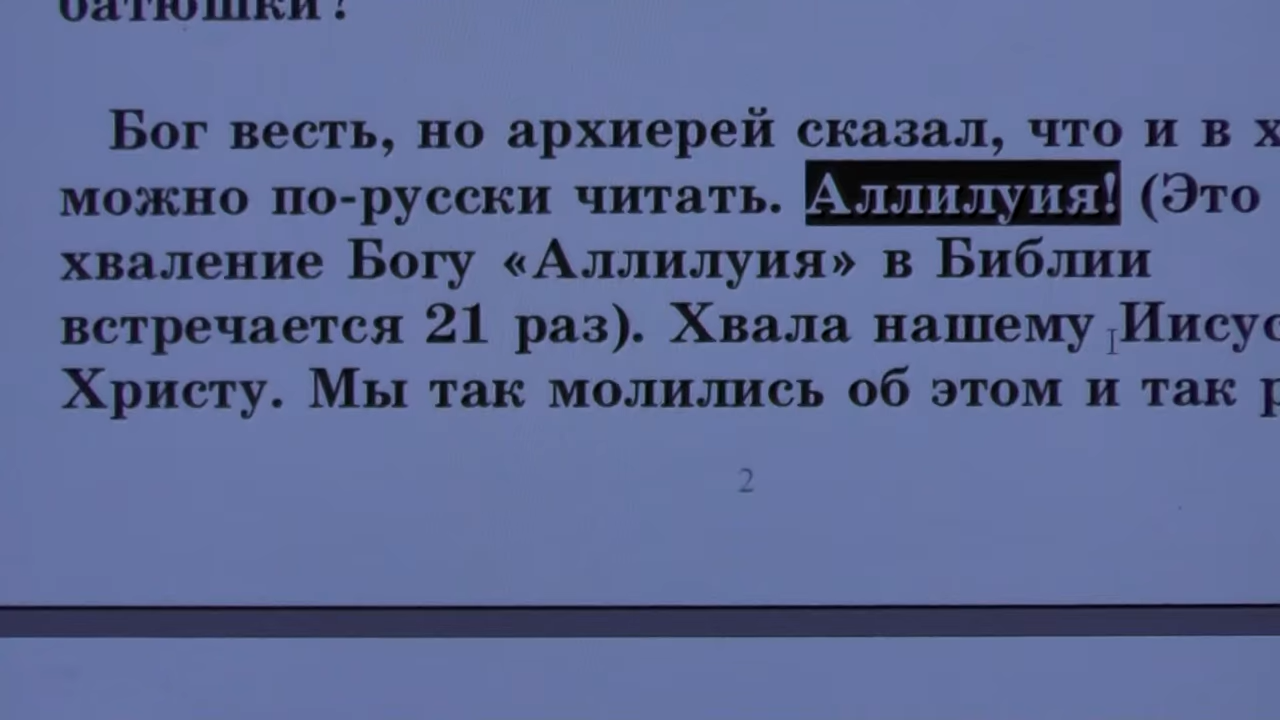 батюшки?
Бог весть, но архиерей сказал, что и в
можно по-русски читать. Аллилуия! (Это
хваление Богу «Аллилуия» в Библии
встречается 21 раз). Хвала нашему Иисус
Христу. Мы так молились об этом и так
2